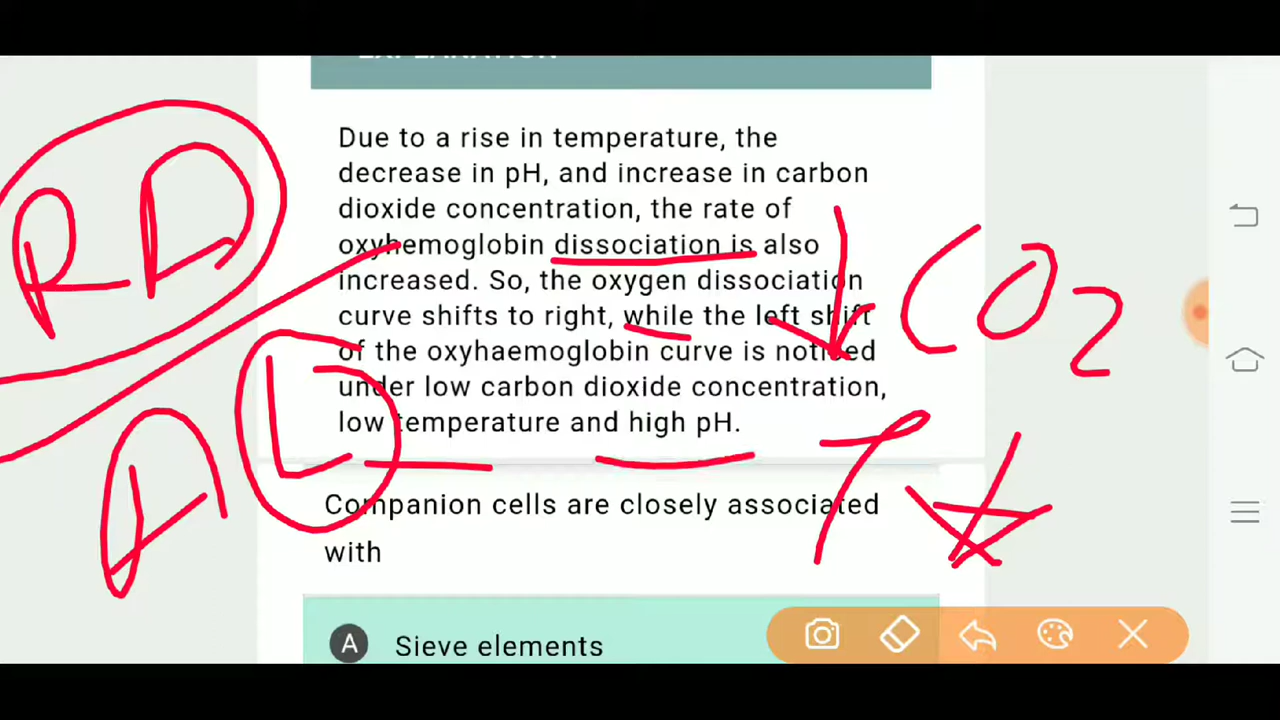 EXPLANATION
Due to a rise in temperature, the
decrease in pH, and increase in carbon
dioxide concentration, the rate of
oxyhemoglobin dissociation is also
increased. So, the oxygen dissociation
curve shifts to right, while the left shift
of the oxyhaemoglobin curve is noticed
under low carbon dioxide concentration,
low temperature and high pH.
RD
AL
↓ CO2
T
Companion cells are closely associated
with
A Sieve elements